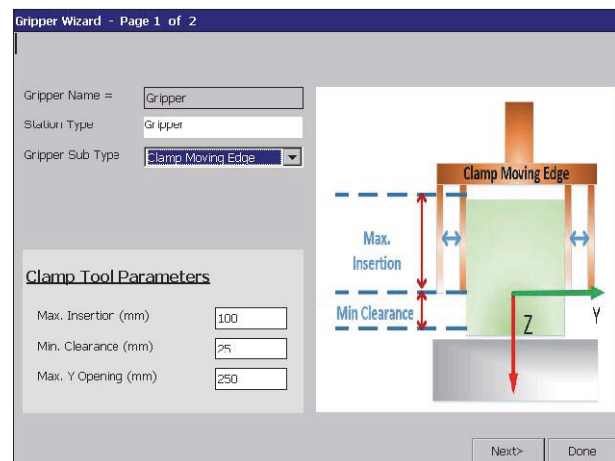 Gripper Wizard - Page 1 of 2
Gripper Name =
Gripper
Station Type
Gripper
Gripper Sub Type
Clamp Moving Edge
Clamp Tool Parameters
Max. Insertion (mm)
100
Min. Clearance (mm)
25
Max. Y Opening (mm)
250
Clamp Moving Edge
Max.
Insertion
Min Clearance
Z
Y
Next>
Done